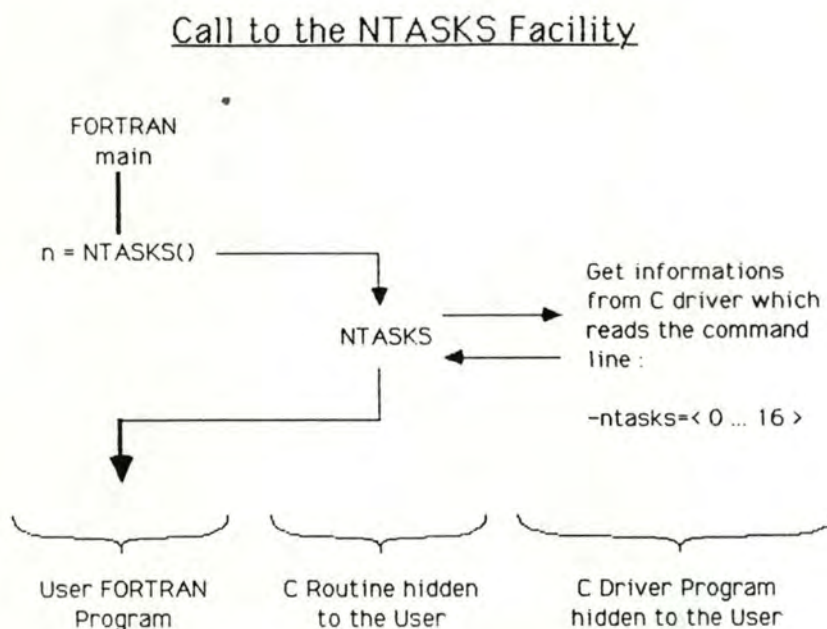 Call to the NTASKS Facility
FORTRAN
main
n = NTASKS()
NTASKS
Get informations
from C driver which
reads the command
line :
-ntasks=< 0 ... 16 >
User FORTRAN
Program
C Routine hidden
to the User
C Driver Program
hidden to the User